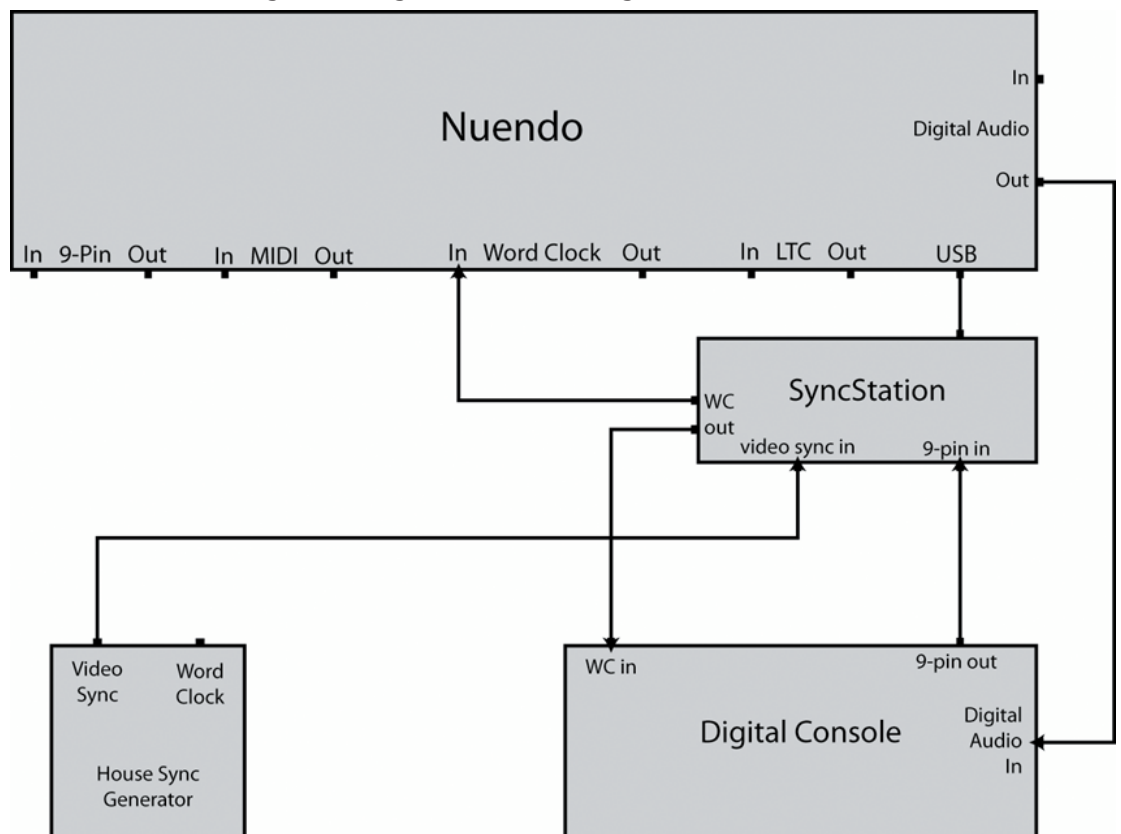 In
Nuendo
Digital Audio
Out
In 9-Pin Out In MIDI Out In Word Clock Out In LTC Out USB
SyncStation
WC
out
video sync in 9-pin in
Video
Sync
Word
Clock
House Sync
Generator
WC in 9-pin out
Digital Console
Digital
Audio
In